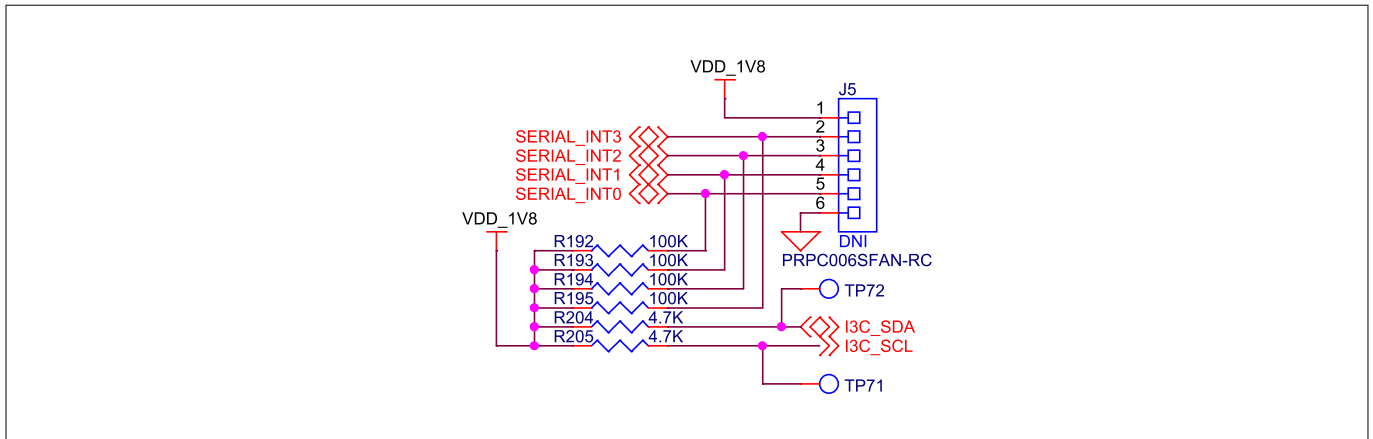 VDD_1V8
J5
1
SERIAL_INT3 2
SERIAL_INT2 3
SERIAL_INT1 4
SERIAL_INT0 5
6
VDD_1V8
DNI
R192 100K
PRPC006SFAN-RC
R193 100K
R194 100K
TP72
R195 100K
R204 4.7K
I3C_SDA
R205 4.7K
I3C_SCL
TP71